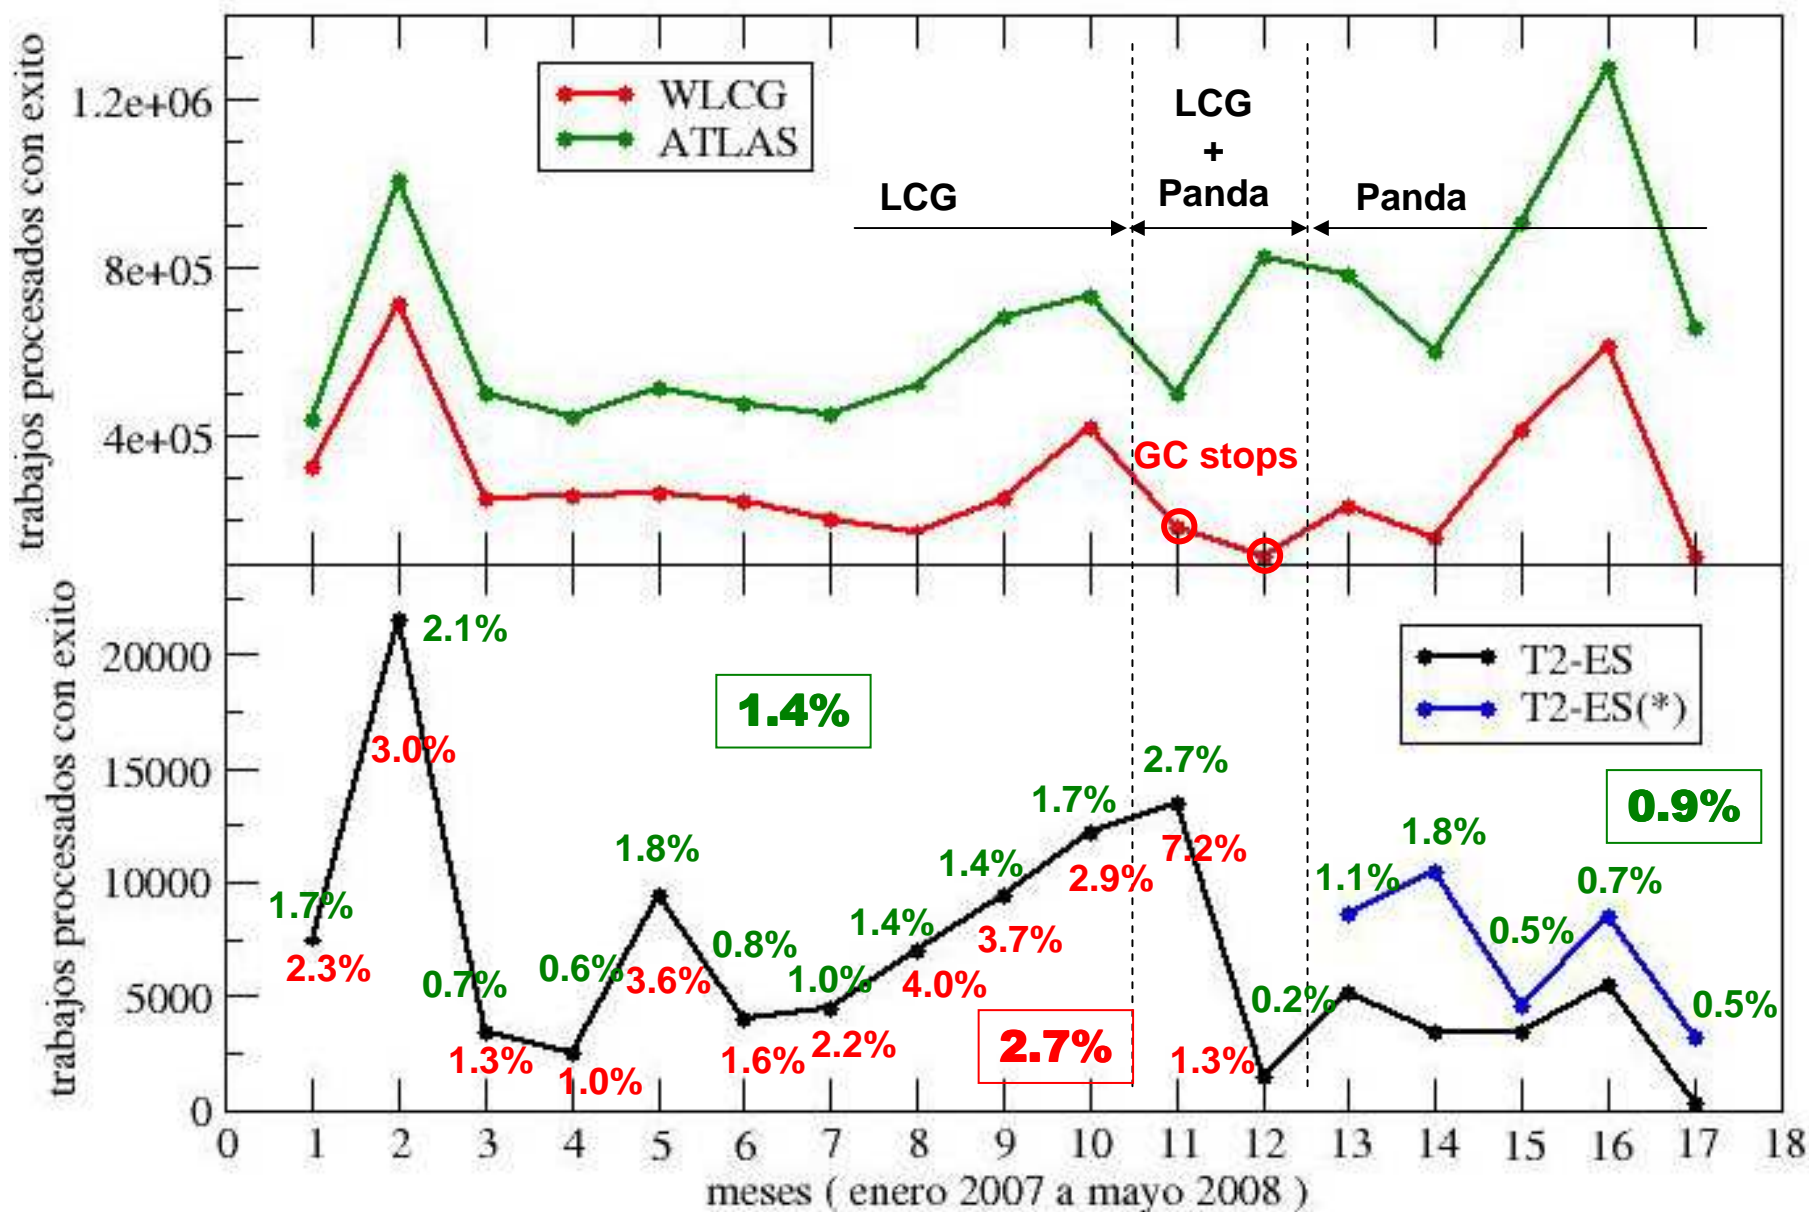 trabajos procesados con exito
1.2e+06
8e+05
4e+05
WLCG
ATLAS
LCG
LCG
+
Panda
Panda
GC stops
trabajos procesados con exito
20000
15000
10000
5000
0
T2-ES
T2-ES(*)
2.1%
3.0%
1.4%
2.7%
0.9%
1.7%
1.8%
1.8%
7.2%
1.4%
2.9%
1.1%
0.7%
1.7%
1.4%
0.8%
3.7%
0.5%
2.3%
0.7%
0.6%
3.6%
1.0%
4.0%
0.2%
0.5%
1.3%
1.0%
1.6%
2.2%
2.7%
1.3%
0 1 2 3 4 5 6 7 8 9 10 11 12 13 14 15 16 17 18
meses ( enero 2007 a mayo 2008 )